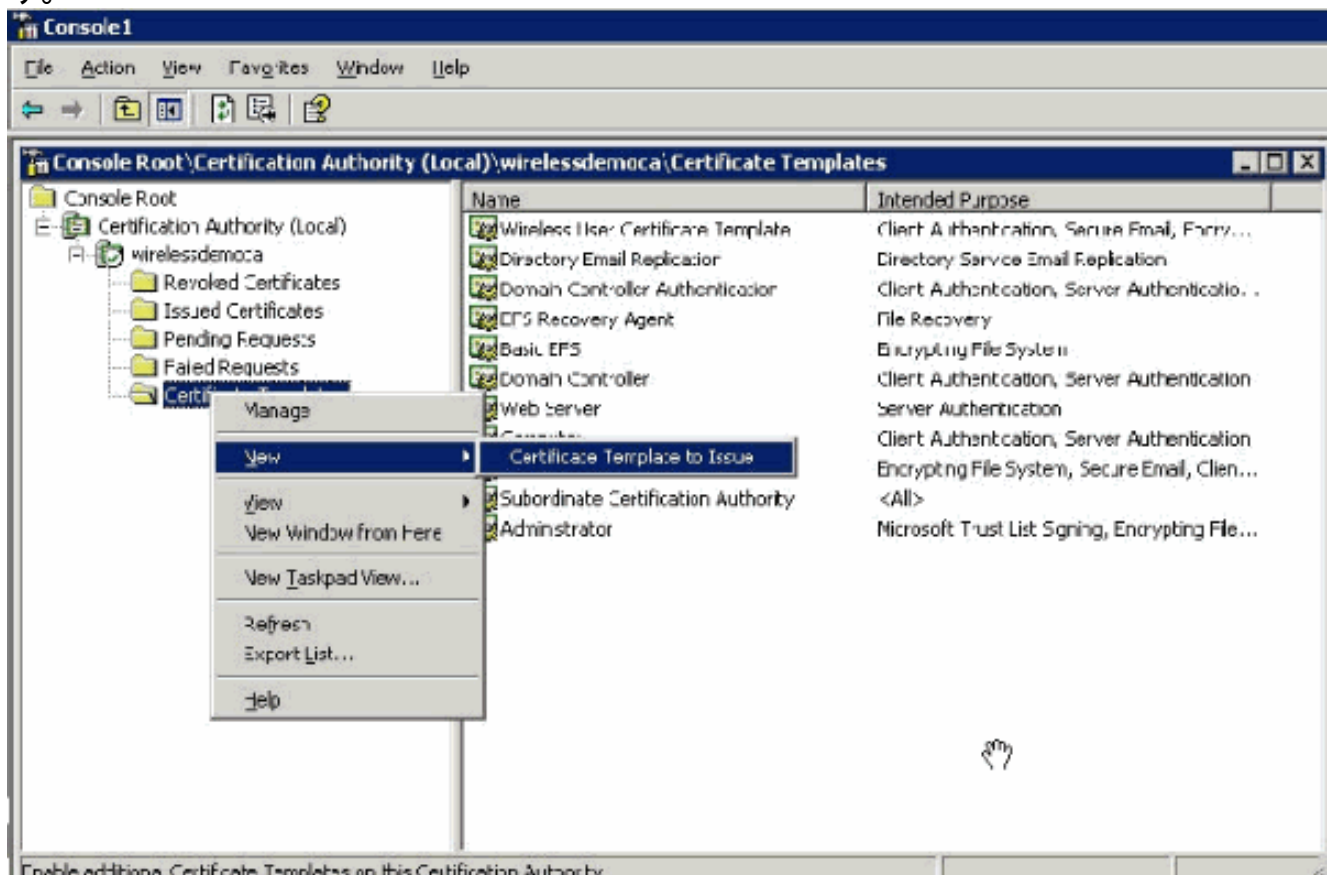 す。
Console1
File Action View Favorites Window Help
Console Root\Certification Authority (Local)\wirelessdemoca\Certificate Templates
Console Root
Certification Authority (Local)
wirelessdemoca
Revoked Certificates
Issued Certificates
Pending Requests
Failed Requests
Manage
New
Certificate Template to Issue
View
New Window from Here
New Taskpad View...
Refresh
Export List...
Help
Name Intended Purpose
Wireless User Certificate Template Client Authentication, Secure Email, Encry...
Directory Email Replication Directory Service Email Replication
Domain Controller Authentication Client Authentication, Server Authenticatio...
EFS Recovery Agent File Recovery
Basic EFS Encrypting File System
Domain Controller Client Authentication, Server Authentication
Web Server Server Authentication
Computer Client Authentication, Server Authentication
Encrypting File System, Secure Email, Clien...
Subordinate Certification Authority <All>
Administrator Microsoft Trust List Signing, Encrypting File...
Enable additional Certificate Templates on this Certification Authority